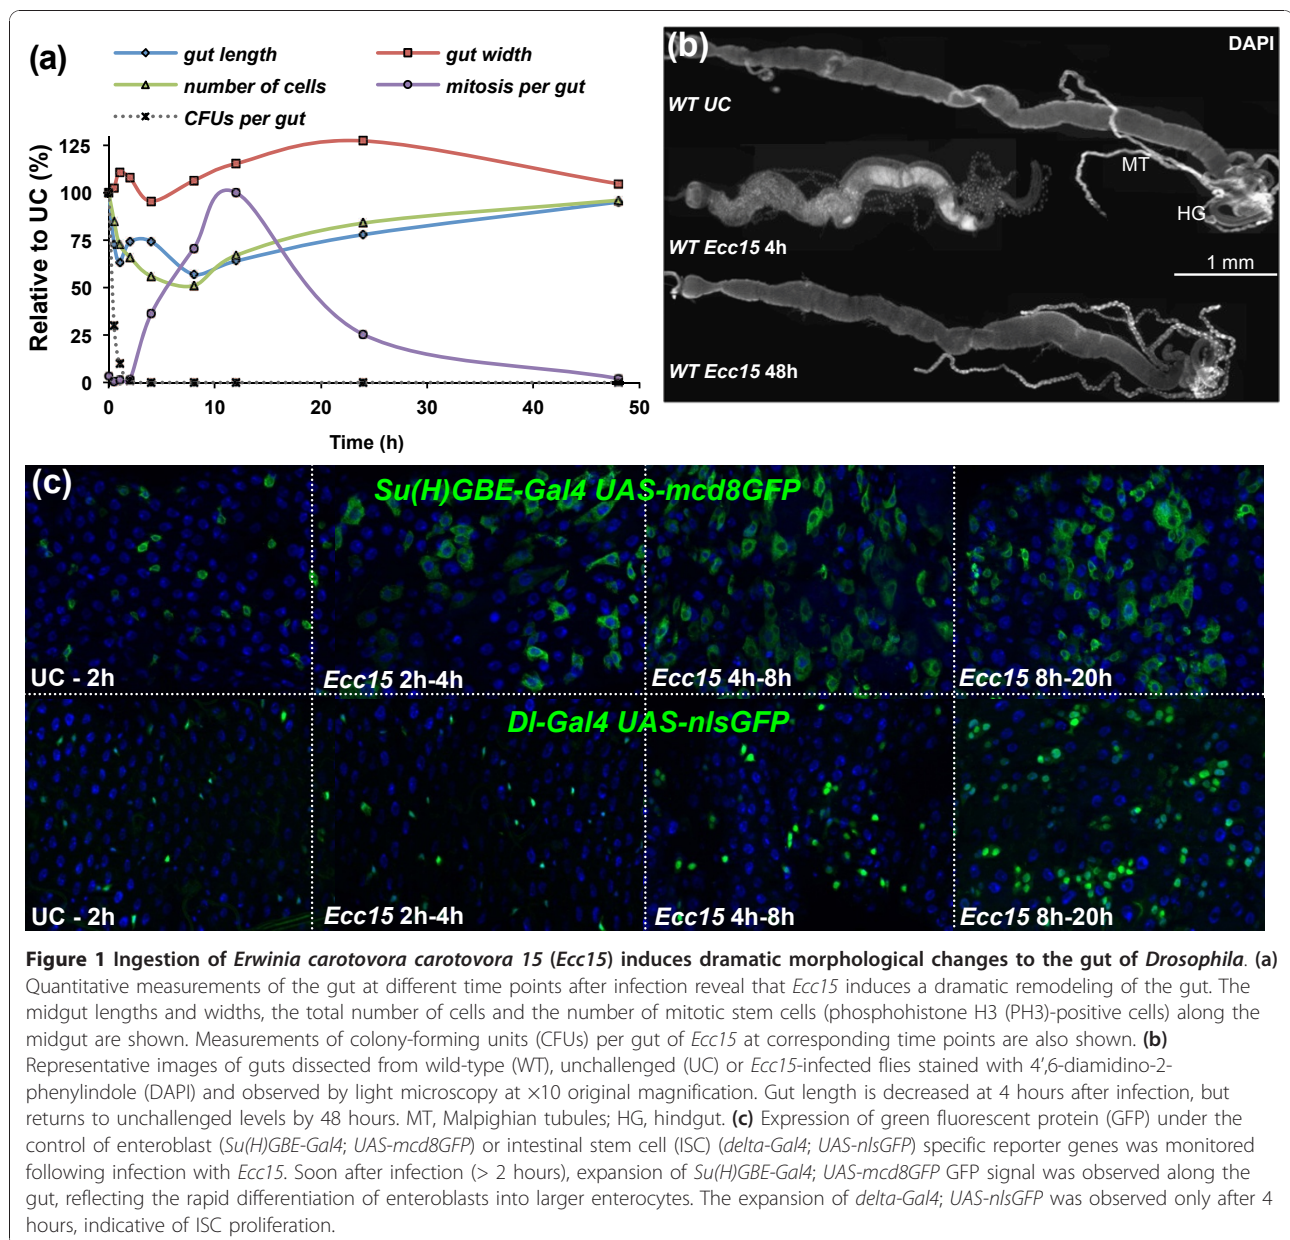 (a)
gut length
gut width
number of cells
mitosis per gut
CFUs per gut
Relative to UC (%)
125
100
75
50
25
0
0 10 20 30 40 50
Time (h)
(b)
DAPI
WT UC
MT
HG
WT Ecc15 4h
1 mm
WT Ecc15 48h
(c)
Su(H)GBE-Gal4 UAS-mcd8GFP
UC - 2h
Ecc15 2h-4h
Ecc15 4h-8h
Ecc15 8h-20h
Dl-Gal4 UAS-nlsGFP
UC - 2h
Ecc15 2h-4h
Ecc15 4h-8h
Ecc15 8h-20h
Figure 1 Ingestion of Erwinia carotovora carotovora 15 (Ecc15) induces dramatic morphological changes to the gut of Drosophila. (a)
Quantitative measurements of the gut at different time points after infection reveal that Ecc15 induces a dramatic remodeling of the gut. The
midgut lengths and widths, the total number of cells and the number of mitotic stem cells (phosphohistone H3 (PH3)-positive cells) along the
midgut are shown. Measurements of colony-forming units (CFUs) per gut of Ecc15 at corresponding time points are also shown. (b)
Representative images of guts dissected from wild-type (WT), unchallenged (UC) or Ecc15-infected flies stained with 4′,6-diamidino-2-
phenylindole (DAPI) and observed by light microscopy at ×10 original magnification. Gut length is decreased at 4 hours after infection, but
returns to unchallenged levels by 48 hours. MT, Malpighian tubules; HG, hindgut. (c) Expression of green fluorescent protein (GFP) under the
control of enteroblast (Su(H)GBE-Gal4; UAS-mcd8GFP) or intestinal stem cell (ISC) (delta-Gal4; UAS-nlsGFP) specific reporter genes was monitored
following infection with Ecc15. Soon after infection (> 2 hours), expansion of Su(H)GBE-Gal4; UAS-mcd8GFP GFP signal was observed along the
gut, reflecting the rapid differentiation of enteroblasts into larger enterocytes. The expansion of delta-Gal4; UAS-nlsGFP was observed only after 4
hours, indicative of ISC proliferation.